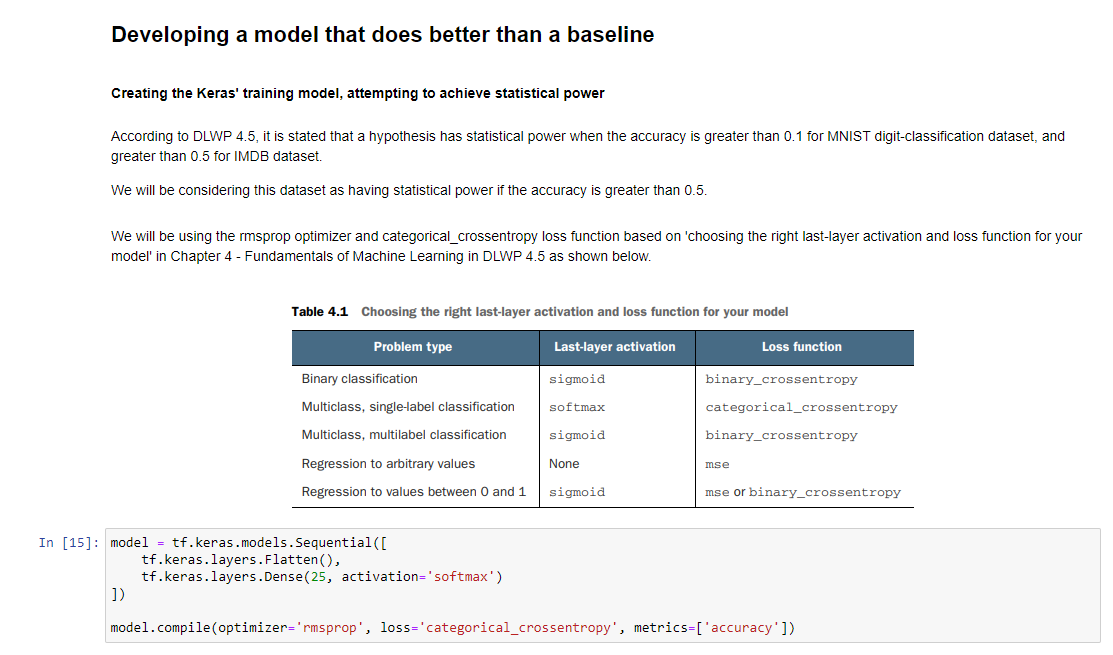 Developing a model that does better than a baseline
Creating the Keras' training model, attempting to achieve statistical power
According to DLWP 4.5, it is stated that a hypothesis has statistical power when the accuracy is greater than 0.1 for MNIST digit-classification dataset, and
greater than 0.5 for IMDB dataset.
We will be considering this dataset as having statistical power if the accuracy is greater than 0.5.
We will be using the rmsprop optimizer and categorical_crossentropy loss function based on 'choosing the right last-layer activation and loss function for your
model' in Chapter 4 - Fundamentals of Machine Learning in DLWP 4.5 as shown below.
Table 4.1 Choosing the right last-layer activation and loss function for your model
Problem type Last-layer activation Loss function
Binary classification sigmoid binary_crossentropy
Multiclass, single-label classification softmax categorical_crossentropy
Multiclass, multilabel classification sigmoid binary_crossentropy
Regression to arbitrary values None mse
Regression to values between 0 and 1 sigmoid mse or binary_crossentropy
In [15]: model = tf.keras.models.Sequential([
tf.keras.layers.Flatten(),
tf.keras.layers.Dense(25, activation='softmax')
])
model.compile(optimizer='rmsprop', loss='categorical_crossentropy', metrics=['accuracy'])